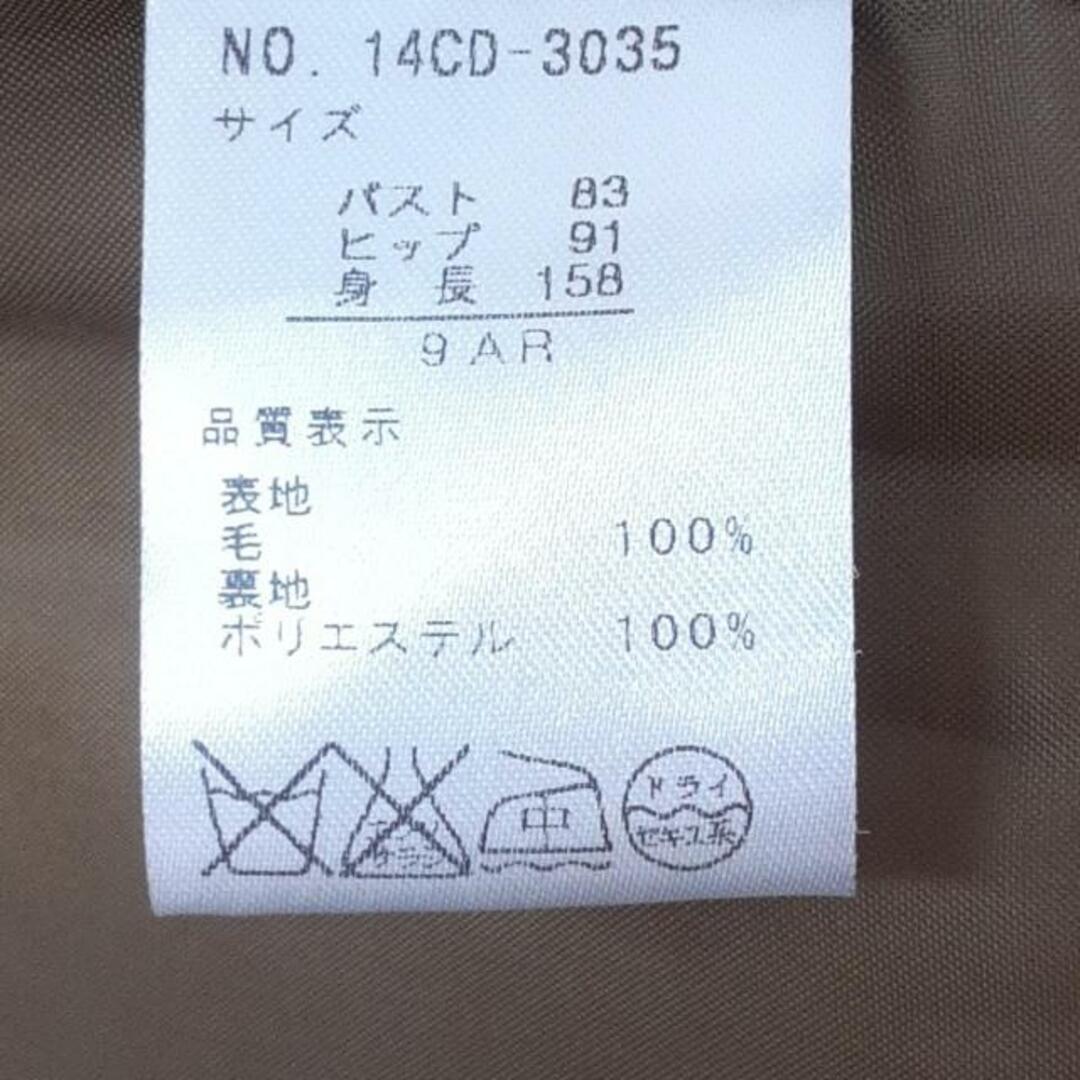 NO. 14CD-3035
サイズ
バスト 83
ヒップ 91
身長 158
9AR
品質表示
表地
毛 100%
裏地
ポリエステル 100%
中
ドライ
セキユ系